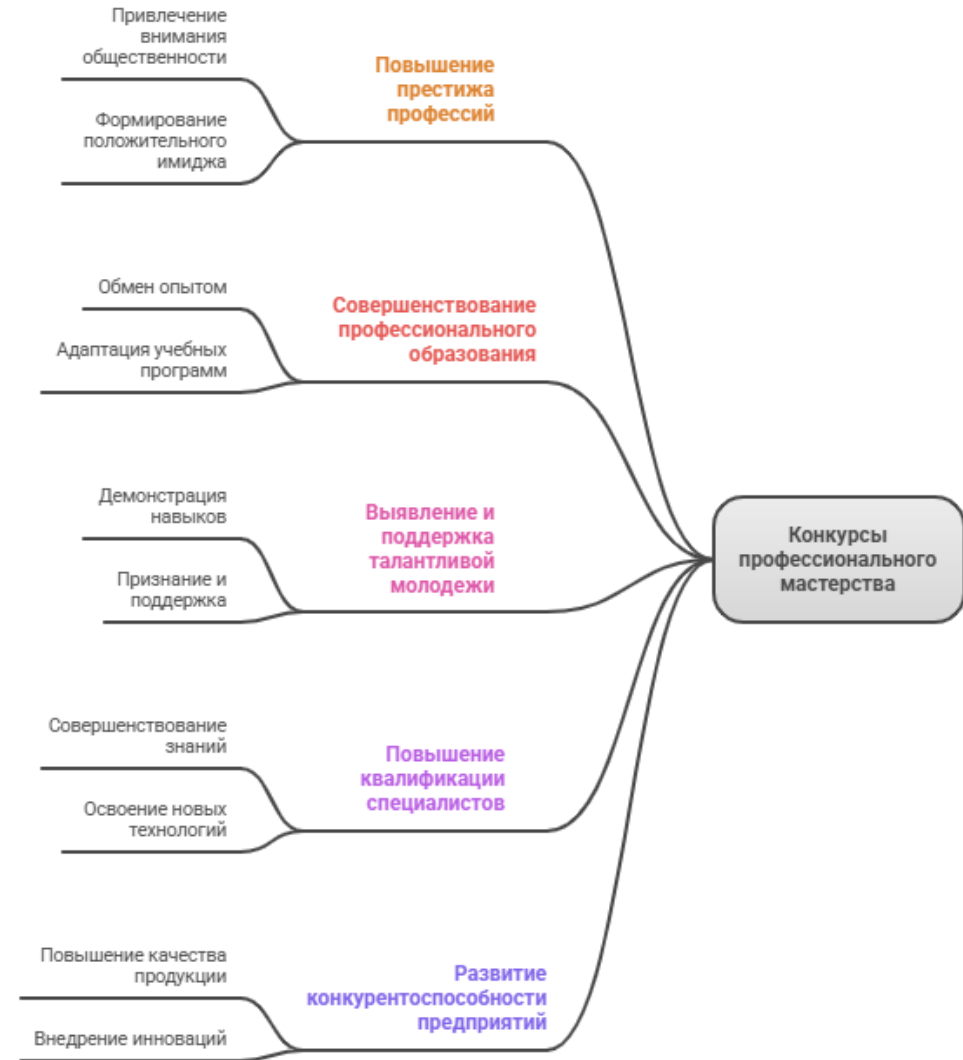 Привлечение
внимания
общественности
Формирование
положительного
имиджа
Повышение
престижа
профессий
Обмен опытом
Адаптация учебных
программ
Совершенствование
профессионального
образования
Демонстрация
навыков
Признание и
поддержка
Выявление и
поддержка
талантливой
молодежи
Конкурсы
профессионального
мастерства
Совершенствование
знаний
Освоение новых
технологий
Повышение
квалификации
специалистов
Повышение качества
продукции
Внедрение инноваций
Развитие
конкурентоспособности
предприятий